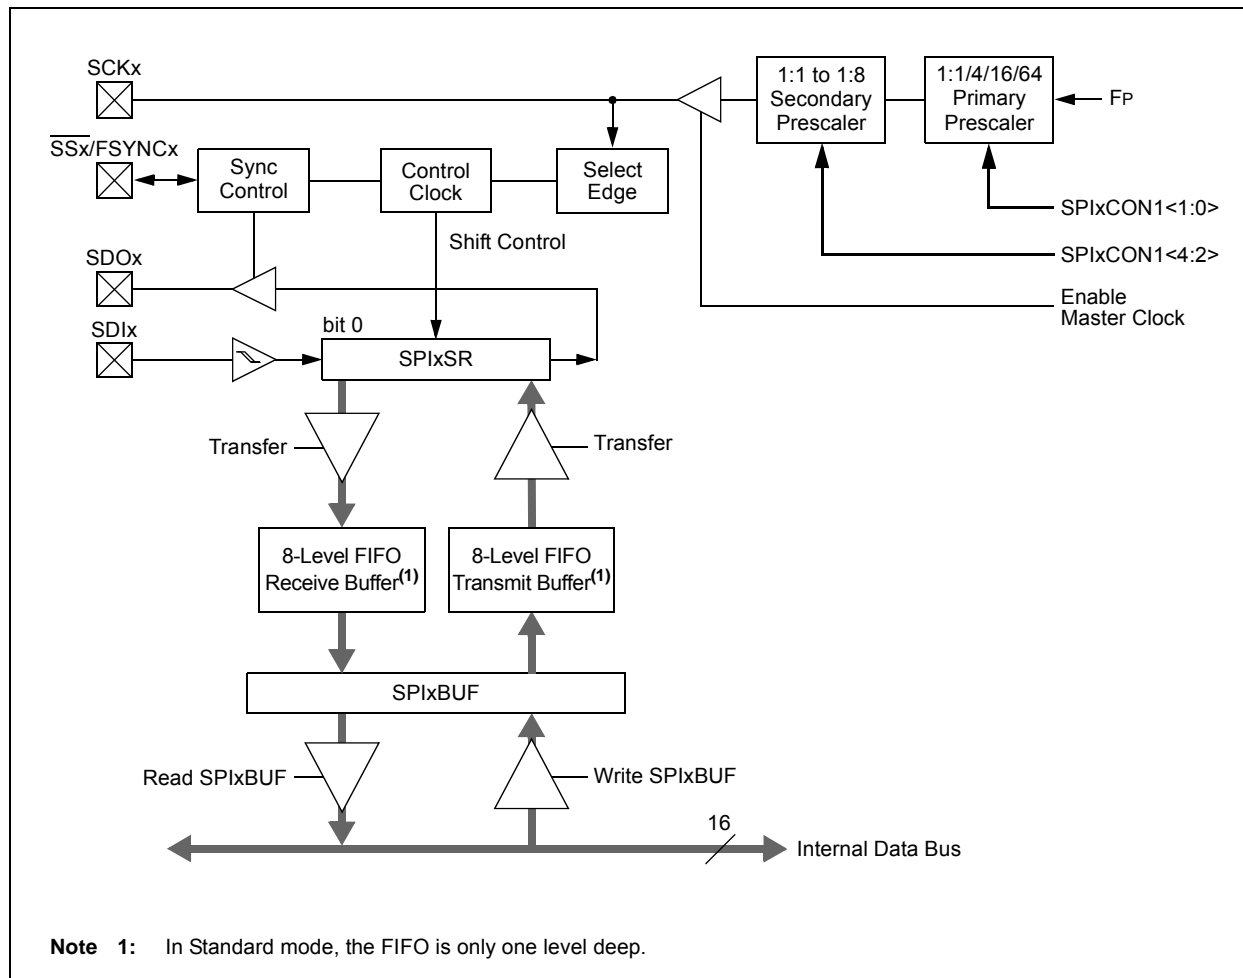 SCKx
1:1 to 1:8
Secondary
Prescaler
1:1/4/16/64
Primary
Prescaler
FP
SSx/FSYNCx
Sync
Control
Control
Clock
Select
Edge
SPIxCON1<1:0>
Shift Control
SPIxCON1<4:2>
SDOx
Enable
Master Clock
SDIx
bit 0
SPIxSR
Transfer
Transfer
8-Level FIFO
Receive Buffer(1)
8-Level FIFO
Transmit Buffer(1)
SPIxBUF
Read SPIxBUF
Write SPIxBUF
16
Internal Data Bus
Note 1: In Standard mode, the FIFO is only one level deep.